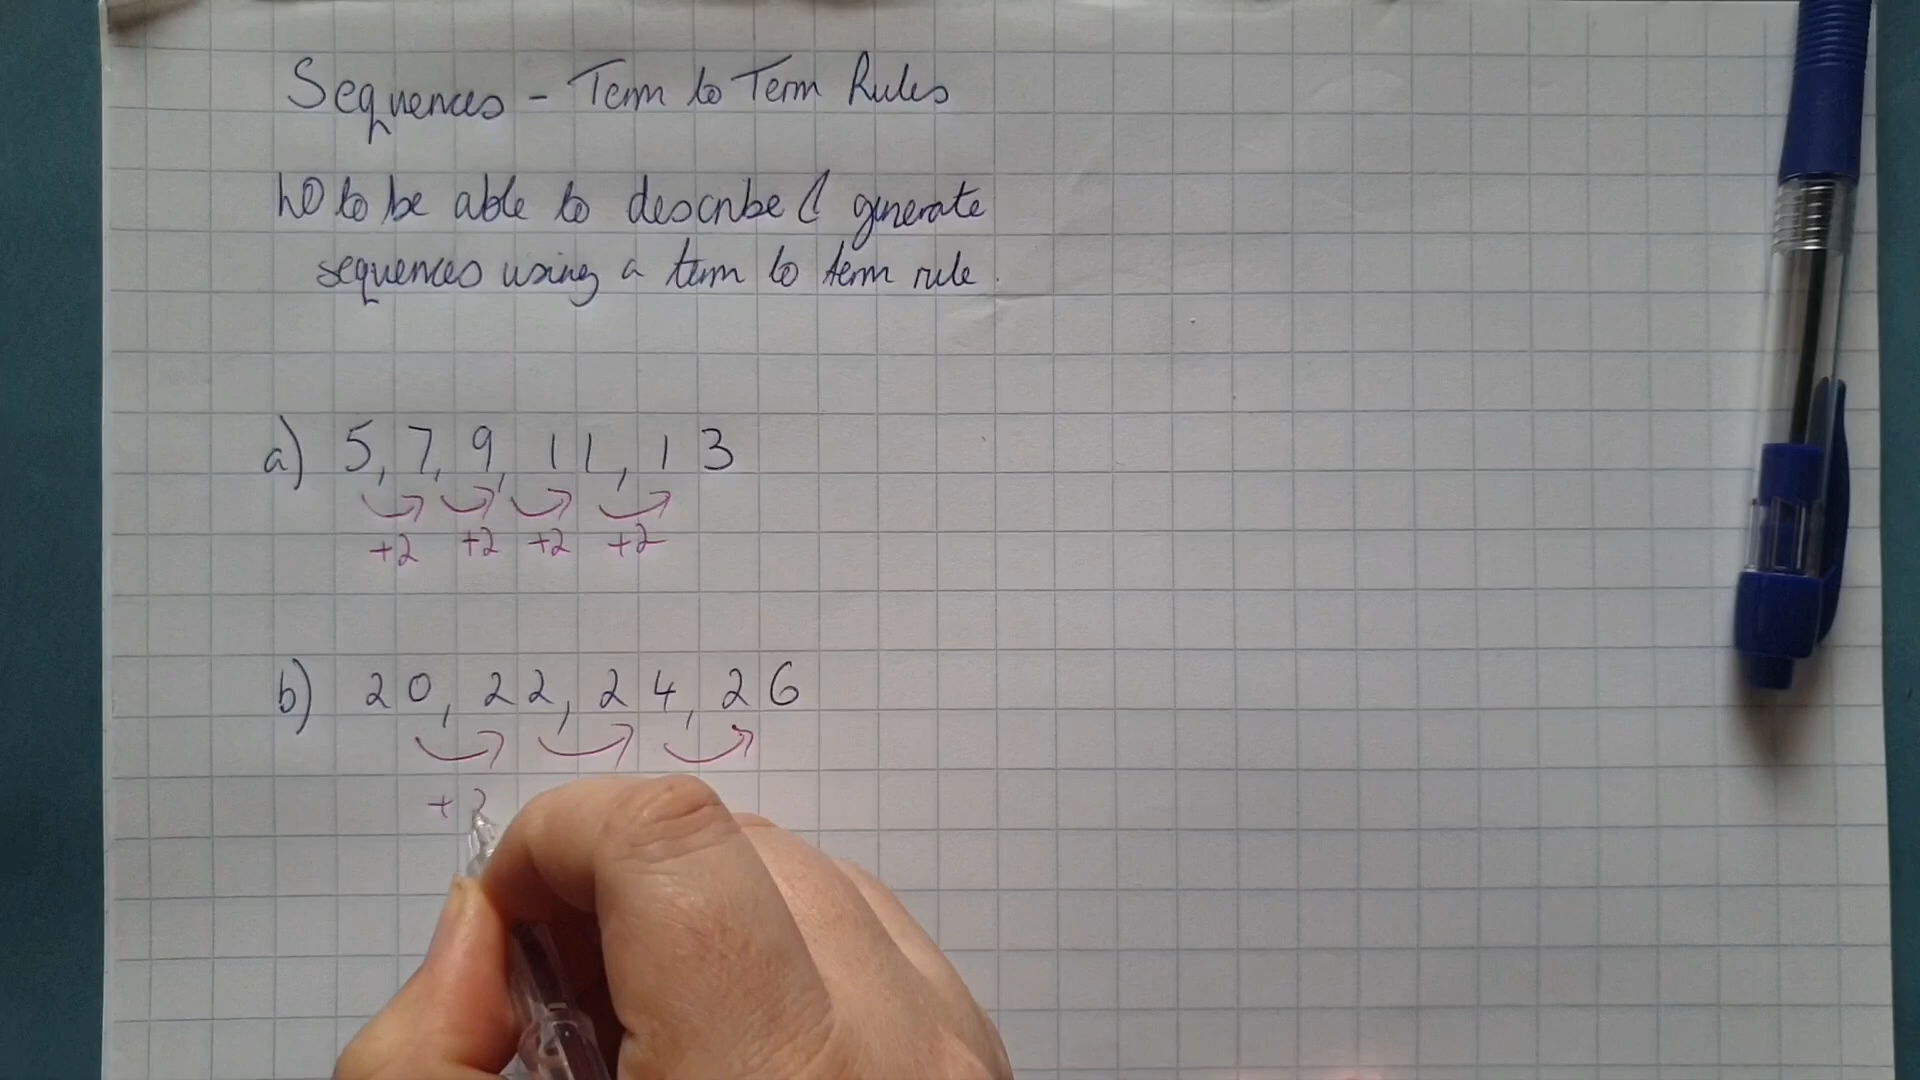 Sequences - Term to Term Rules
LO to be able to describe & generate
sequences using a term to term rule.
a) 5, 7, 9, 11, 13
+2 +2 +2 +2
b) 20, 22, 24, 26
+2